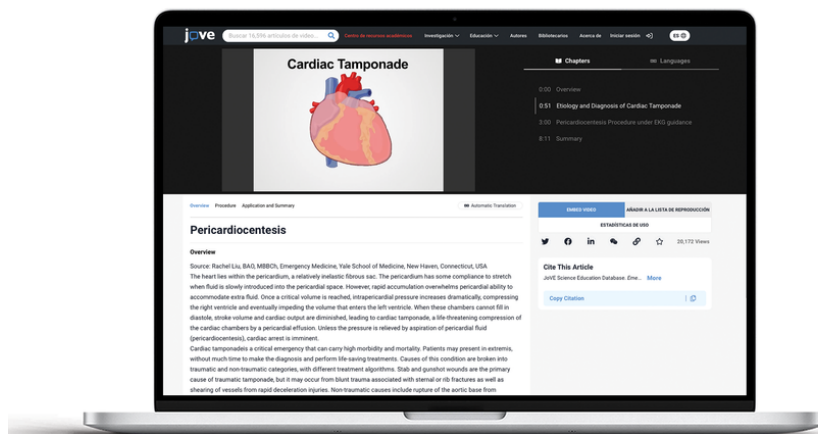 jove
Buscar 16,596 artículos de video...
Centro de recursos académicos
Investigación
Educación
Autores
Bibliotecarios
Acerca de
Iniciar sesión
ES
Cardiac Tamponade
Chapters
Languages
0:00 Overview
0:51 Etiology and Diagnosis of Cardiac Tamponade
3:00 Pericardiocentesis Procedure under EKG guidance
8:11 Summary
Overview Procedure Application and Summary
Automatic Translation
Pericardiocentesis
Overview
Source: Rachel Liu, BAO, MBBCh, Emergency Medicine, Yale School of Medicine, New Haven, Connecticut, USA
The heart lies within the pericardium, a relatively inelastic fibrous sac. The pericardium has some compliance to stretch
when fluid is slowly introduced into the pericardial space. However, rapid accumulation overwhelms pericardial ability to
accommodate extra fluid. Once a critical volume is reached, intrapericardial pressure increases dramatically, compressing
the right ventricle and eventually impeding the volume that enters the left ventricle. When these chambers cannot fill in
diastole, stroke volume and cardiac output are diminished, leading to cardiac tamponade, a life-threatening compression of
the cardiac chambers by a pericardial effusion. Unless the pressure is relieved by aspiration of pericardial fluid
(pericardiocentesis), cardiac arrest is imminent.
Cardiac tamponadeis a critical emergency that can carry high morbidity and mortality. Patients may present in extremis,
without much time to make the diagnosis and perform life-saving treatments. Causes of this condition are broken into
traumatic and non-traumatic categories, with different treatment algorithms. Stab and gunshot wounds are the primary
cause of traumatic tamponade, but it may occur from blunt trauma associated with sternal or rib fractures as well as
shearing of vessels from rapid deceleration injuries. Non-traumatic causes include rupture of the aortic base from
EMBED VIDEO
AÑADIR A LA LISTA DE REPRODUCCIÓN
ESTADÍSTICAS DE USO
20,172 Views
Cite This Article
JoVE Science Education Database. Eme... More
Copy Citation